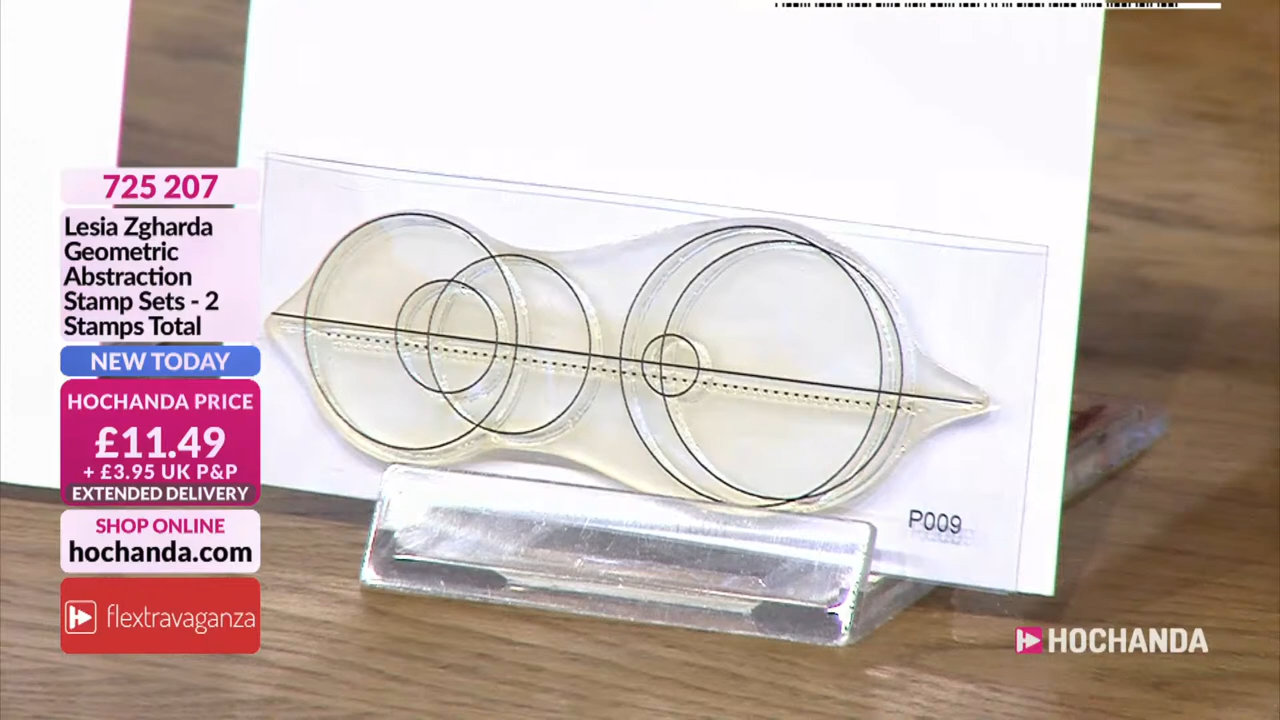 725 207
Lesia Zgharda
Geometric
Abstraction
Stamp Sets - 2
Stamps Total
NEW TODAY
HOCHANDA PRICE
£11.49
+ £3.95 UK P&P
EXTENDED DELIVERY
SHOP ONLINE
hochanda.com
flextravaganza
P009
HOCHANDA